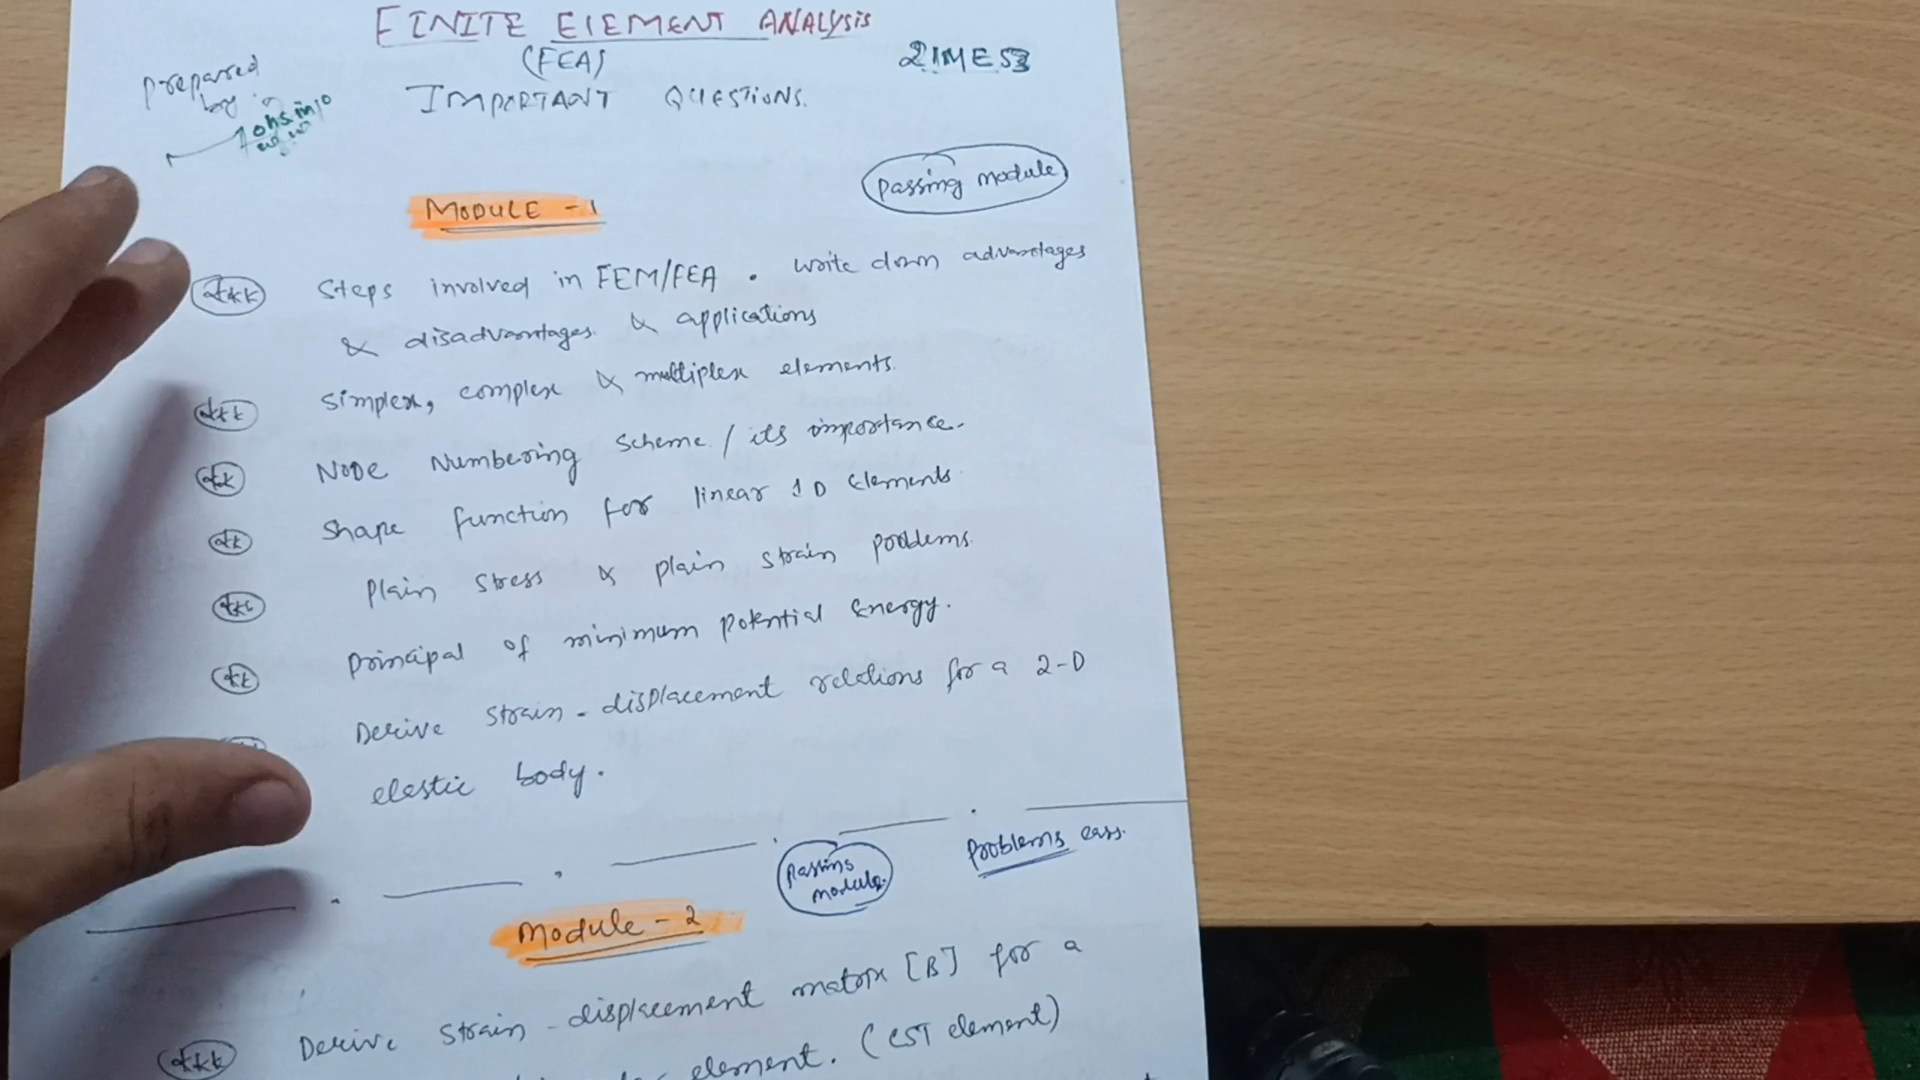 FINITE ElEMENT ANALYSIS
(FEA)
21MES3
IMPORTANT QUESTIONS.
prepared
by
passing module
MODULE - 1
*** Steps involved in FEM/FEA. write down advantages
& disadvantages. & applications
*** simplex, complex & multiplex elements.
** NODE Numbering Scheme / its importance.
** Shape function for linear 1D Elements
*** Plain Stress & plain strain problems.
** principal of minimum potential Energy.
Derive strain - displacement relations for a 2-D
elastic body.
Passing
module
Problems easy.
Module - 2
*** Derive Strain - displacement matrix [B] for a
element. (CST element)